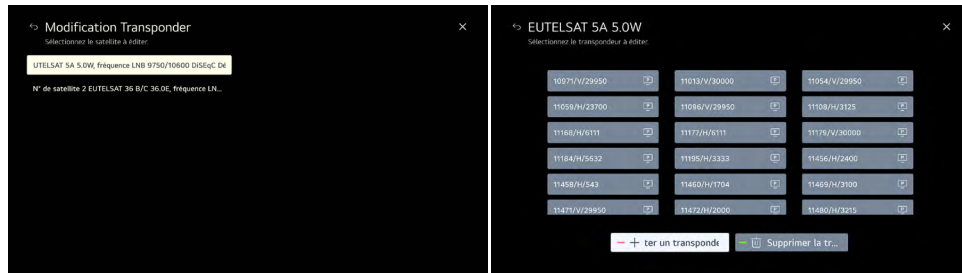 Modification Transponder
Sélectionnez le satellite à éditer.
UTELSAT 5A 5.0W, fréquence LNB 9750/10600 DiSEqC Dé
N° de satellite 2 EUTELSAT 36 B/C 36.0E, fréquence LN...
EUTELSAT 5A 5.0W
Sélectionnez le transpondeur à éditer.
10971/V/29950 P 11013/V/30000 P 11054/V/29950 P
11059/H/23700 P 11096/V/29950 P 11108/H/3125 P
11168/H/6111 P 11177/H/6111 P 11179/V/30000 P
11184/H/5632 P 11195/H/3333 P 11456/H/2400 P
11458/H/543 P 11460/H/1704 P 11469/H/3100 P
11471/V/29950 P 11472/H/2000 P 11480/H/3215 P
ter un transponde Supprimer la tr...